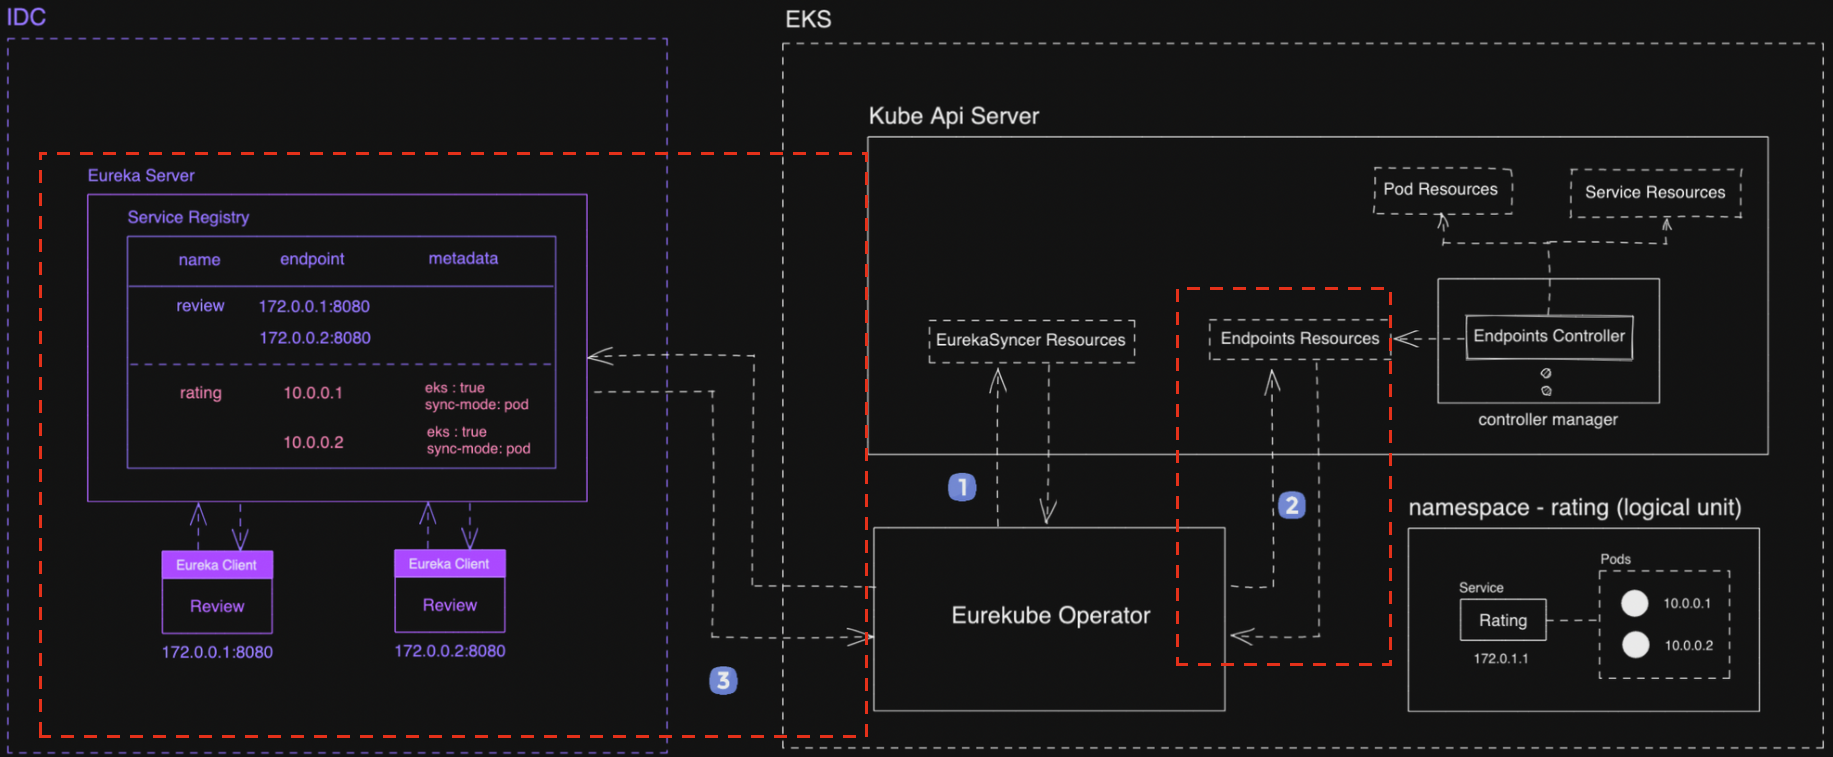 IDC
EKS
Kube Api Server
Eureka Server
Service Registry
name endpoint metadata
review 172.0.0.1:8080
172.0.0.2:8080
rating 10.0.0.1 eks : true
sync-mode: pod
10.0.0.2 eks : true
sync-mode: pod
Eureka Client
Review
172.0.0.1:8080
Eureka Client
Review
172.0.0.2:8080
Pod Resources
Service Resources
EurekaSyncer Resources
Endpoints Resources
Endpoints Controller
controller manager
1
2
3
Eurekube Operator
namespace - rating (logical unit)
Service
Rating
172.0.1.1
Pods
10.0.0.1
10.0.0.2